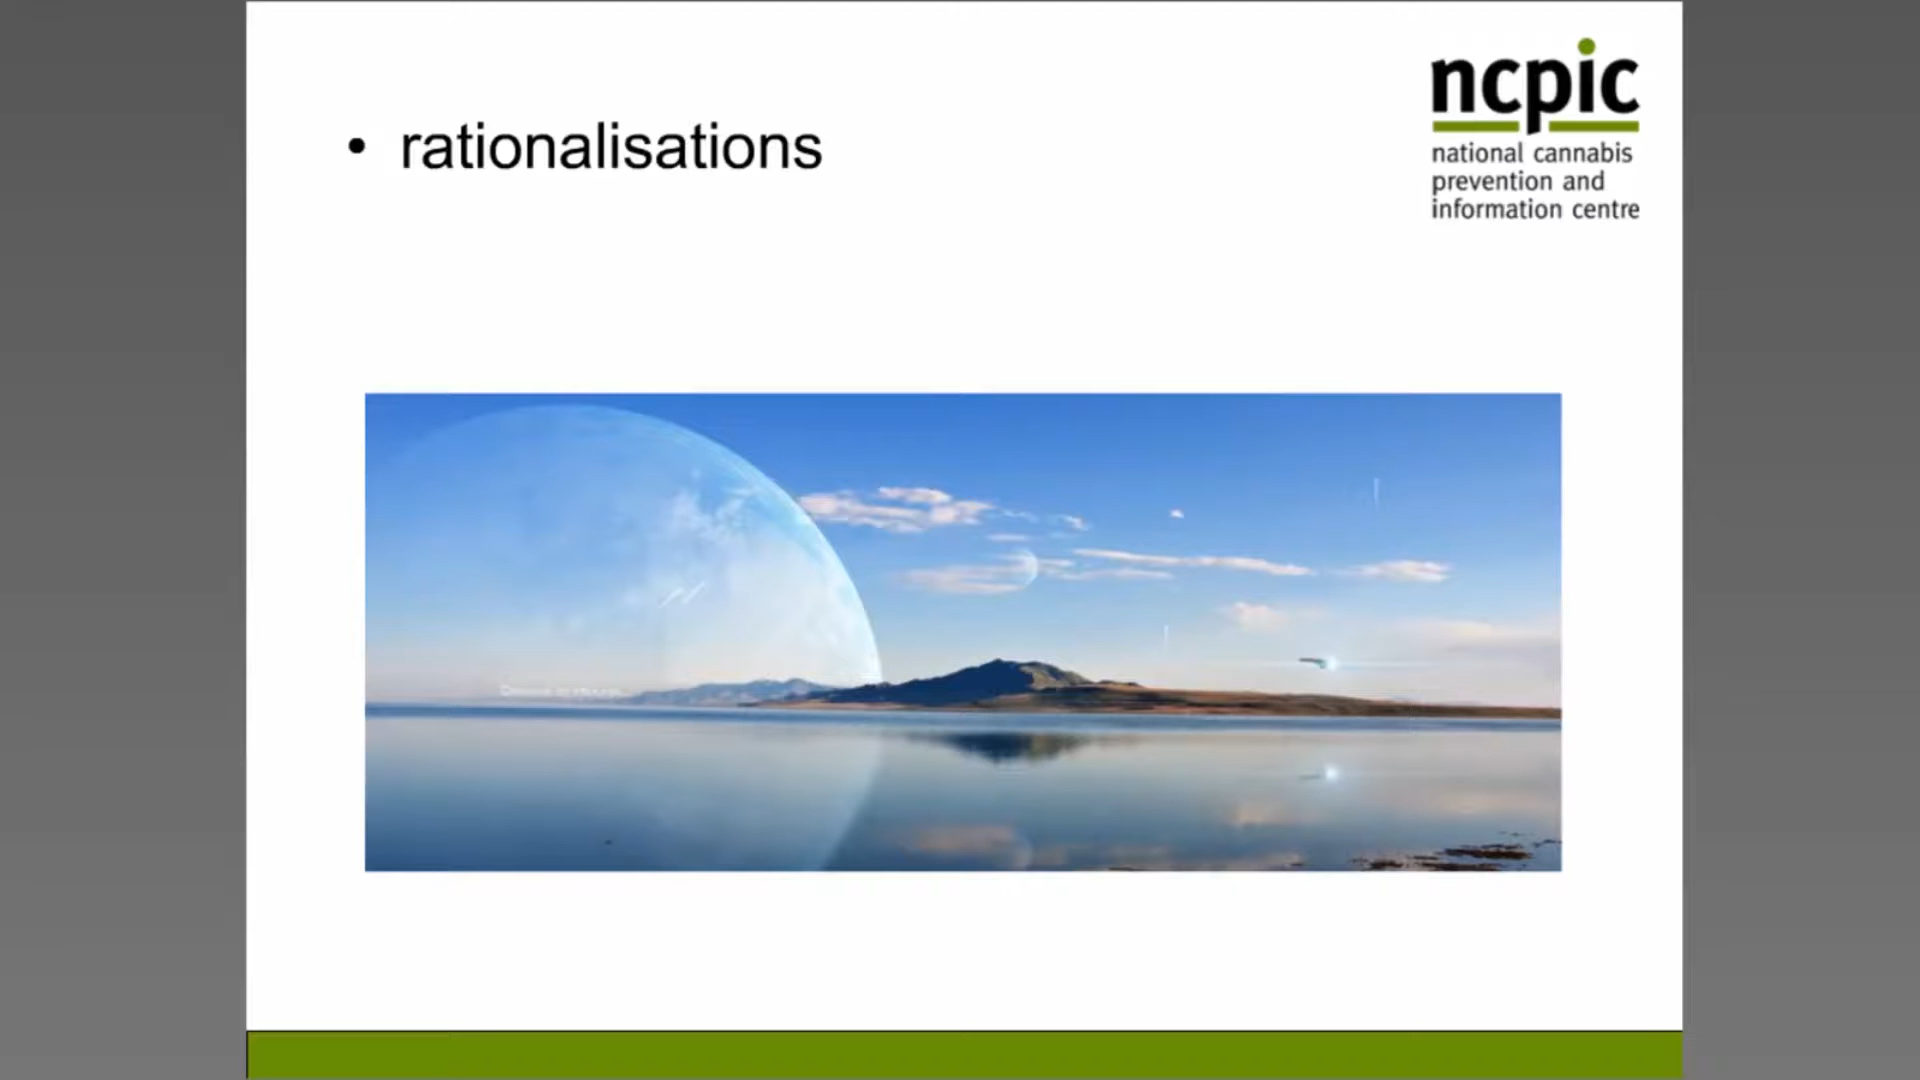 • rationalisations
ncpic
national cannabis
prevention and
information centre